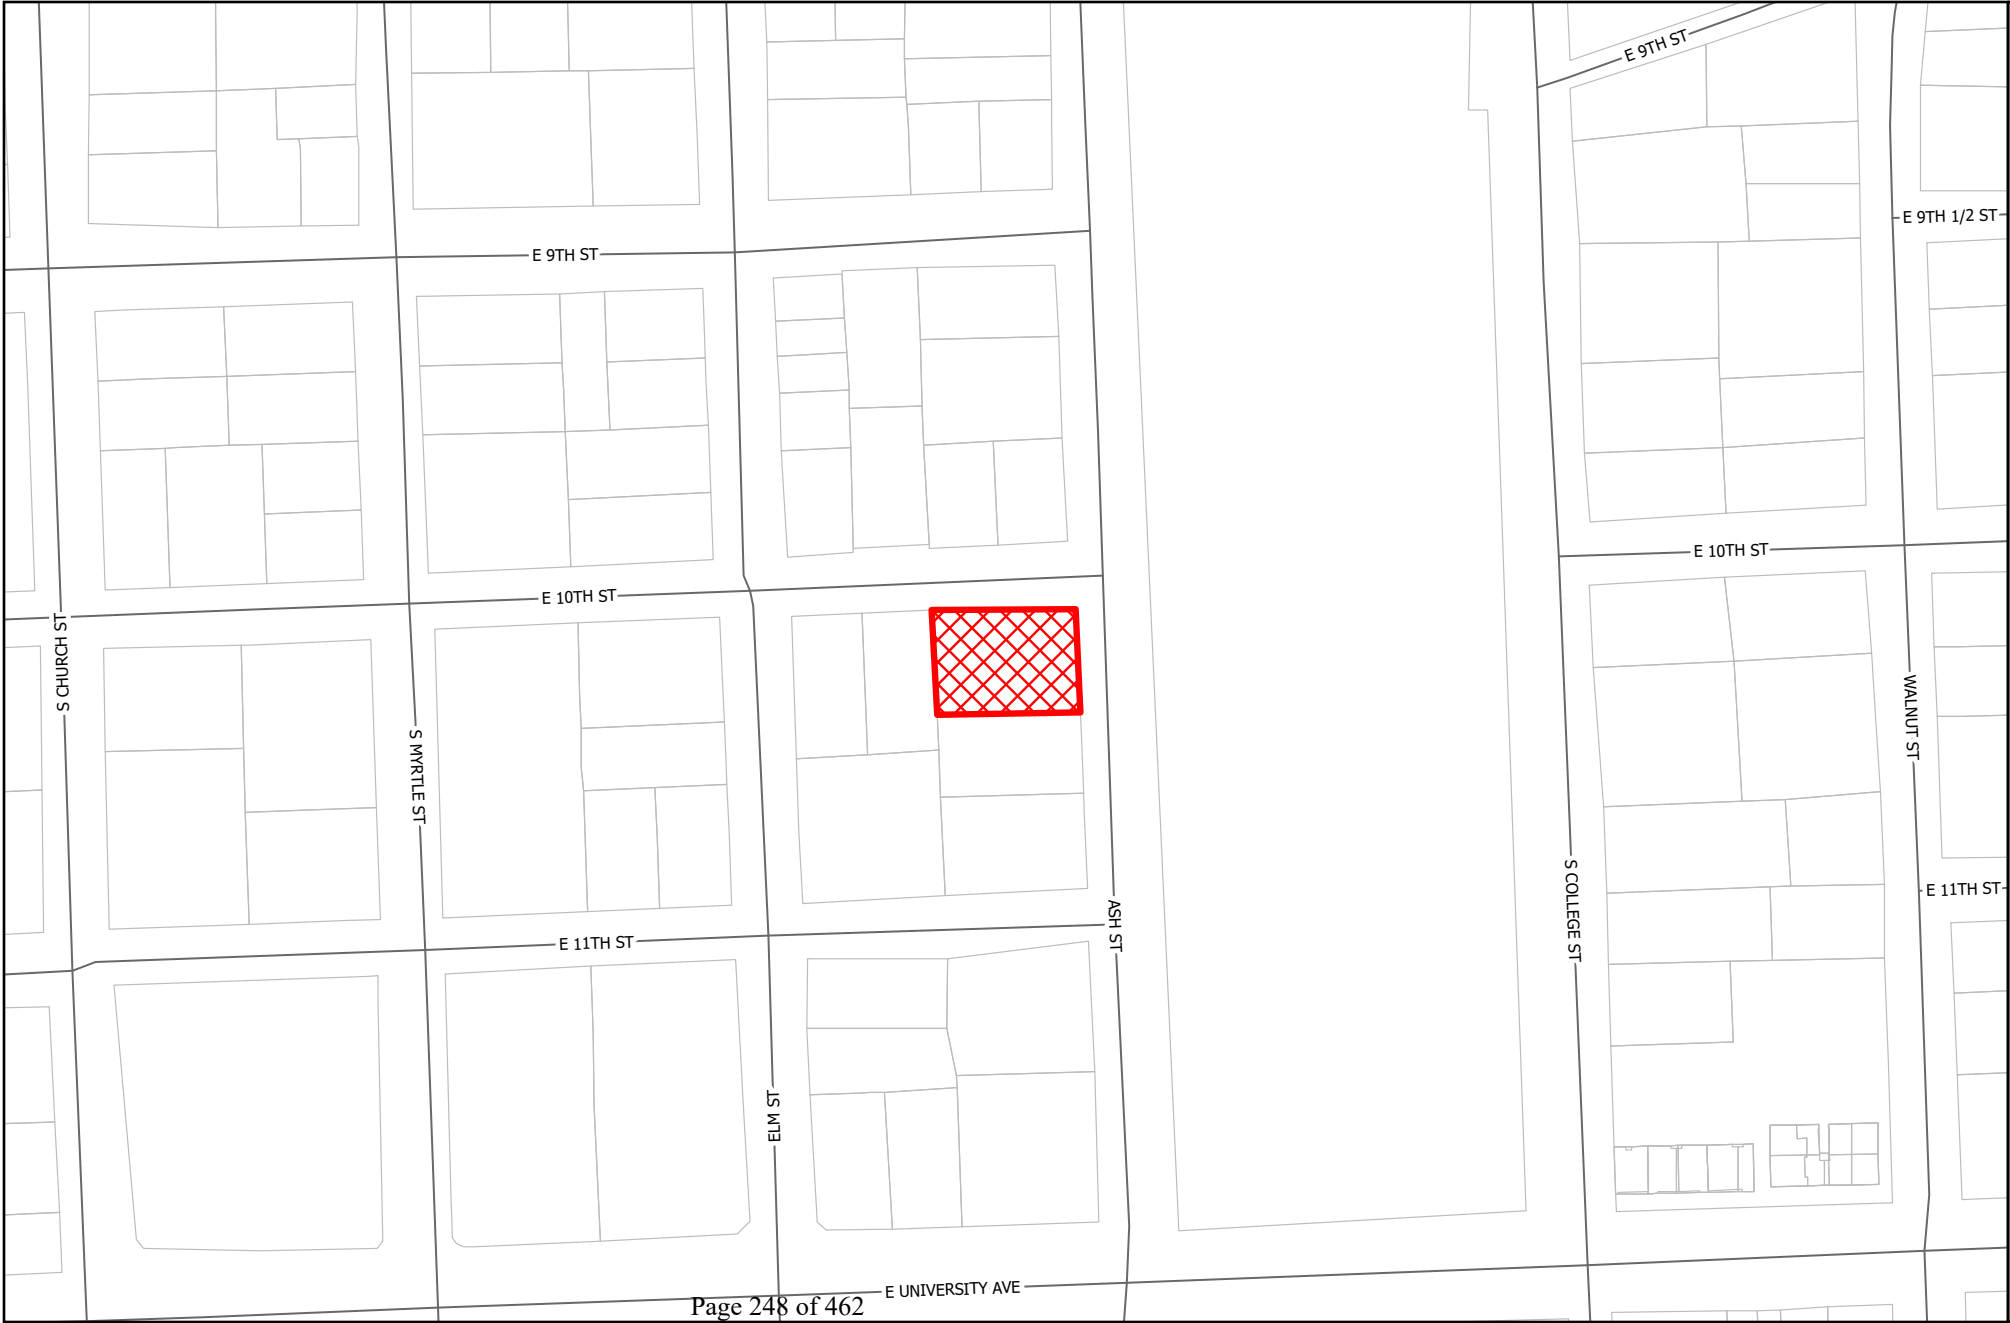 E 9TH ST
E 9TH 1/2 ST
E 9TH ST
E 10TH ST
E 10TH ST
S CHURCH ST
S MYRTLE ST
WALNUT ST
E 11TH ST
S COLLEGE ST
ASH ST
E 11TH ST
ELM ST
E UNIVERSITY AVE
Page 248 of 462